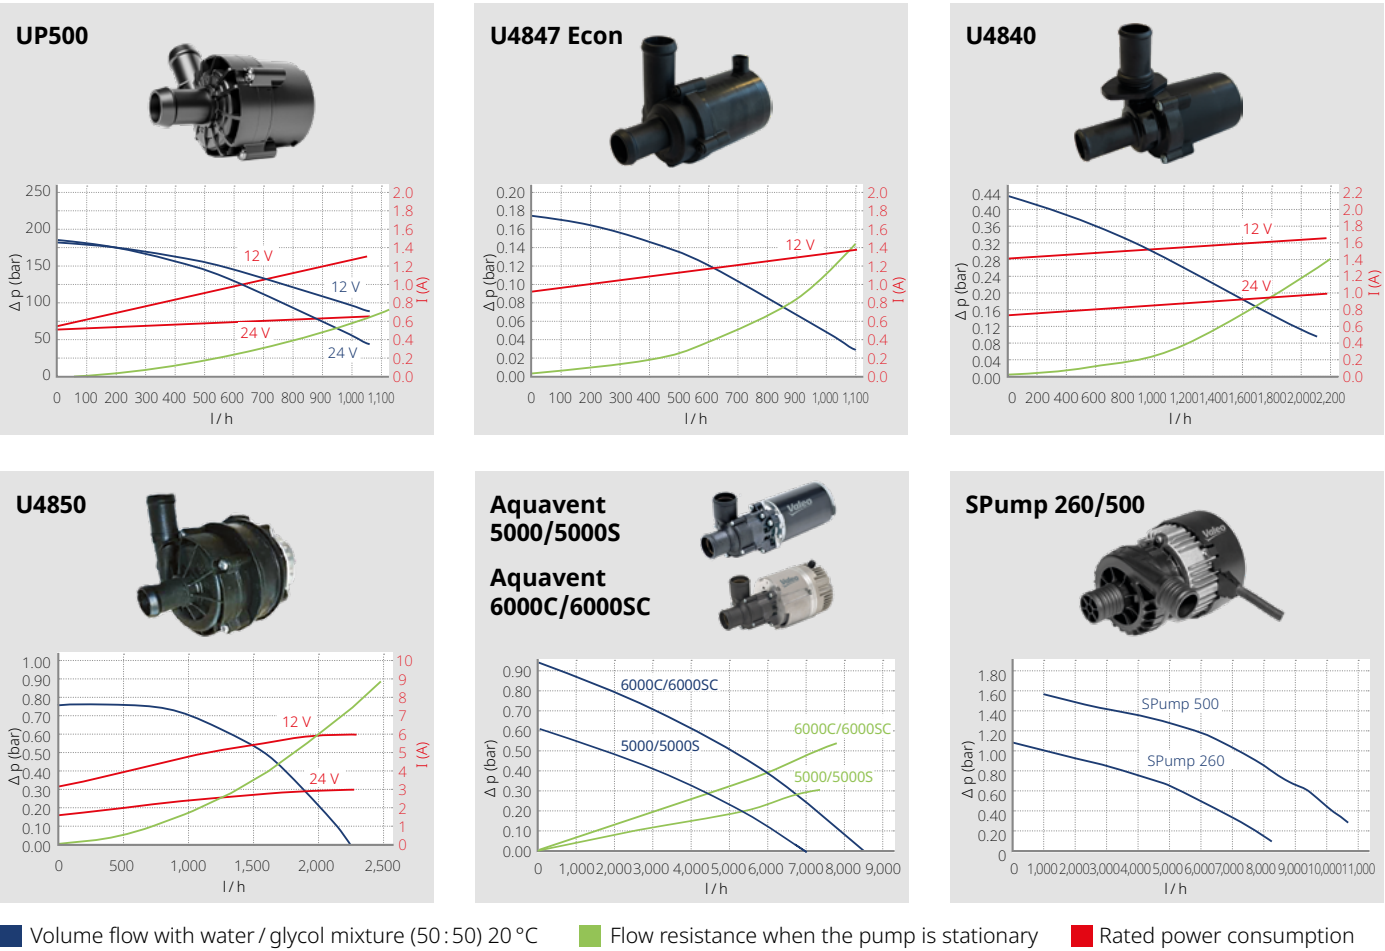 UP500
250
200
150
100
50
0
Δ p (bar)
2.0
1.8
1.6
1.4
1.2
1.0
0.8
0.6
0.4
0.2
0.0
I (A)
12 V
12 V
24 V
24 V
0 100 200 300 400 500 600 700 800 900 1,000 1,100
l / h
U4847 Econ
0.20
0.18
0.14
0.12
0.10
0.08
0.06
0.04
0.02
0.00
Δ p (bar)
2.0
1.8
1.6
1.4
1.2
1.0
0.8
0.6
0.4
0.2
0.0
I (A)
12 V
0 100 200 300 400 500 600 700 800 900 1,000 1,100
l / h
U4840
0.44
0.40
0.36
0.32
0.28
0.20
0.16
0.12
0.08
0.04
0.00
Δ p (bar)
2.2
2.0
1.8
1.6
1.4
1.2
1.0
0.8
0.6
0.4
0.2
0.0
I (A)
12 V
24 V
0 200 400 600 800 1,000 1,200 1,400 1,600 1,800 2,000 2,200
l / h
U4850
1.00
0.90
0.80
0.70
0.60
0.50
0.40
0.30
0.20
0.10
0.00
Δ p (bar)
10
9
8
7
6
5
4
3
2
1
0
I (A)
12 V
24 V
0 500 1,000 1,500 2,000 2,500
l / h
Aquavent
5000/5000S
Aquavent
6000C/6000SC
Valeo
Valeo
0.90
0.80
0.70
0.60
0.50
0.40
0.30
0.20
0.10
0.00
Δ p (bar)
6000C/6000SC
5000/5000S
6000C/6000SC
5000/5000S
0 1,000 2,000 3,000 4,000 5,000 6,000 7,000 8,000 9,000
l / h
SPump 260/500
Valeo
1.80
1.60
1.40
1.20
1.00
0.80
0.60
0.40
0.20
0
Δ p (bar)
SPump 500
SPump 260
0 1,000 2,000 3,000 4,000 5,000 6,000 7,000 8,000 9,000 10,000 11,000
l / h
Volume flow with water / glycol mixture (50 : 50) 20 °C
Flow resistance when the pump is stationary
Rated power consumption